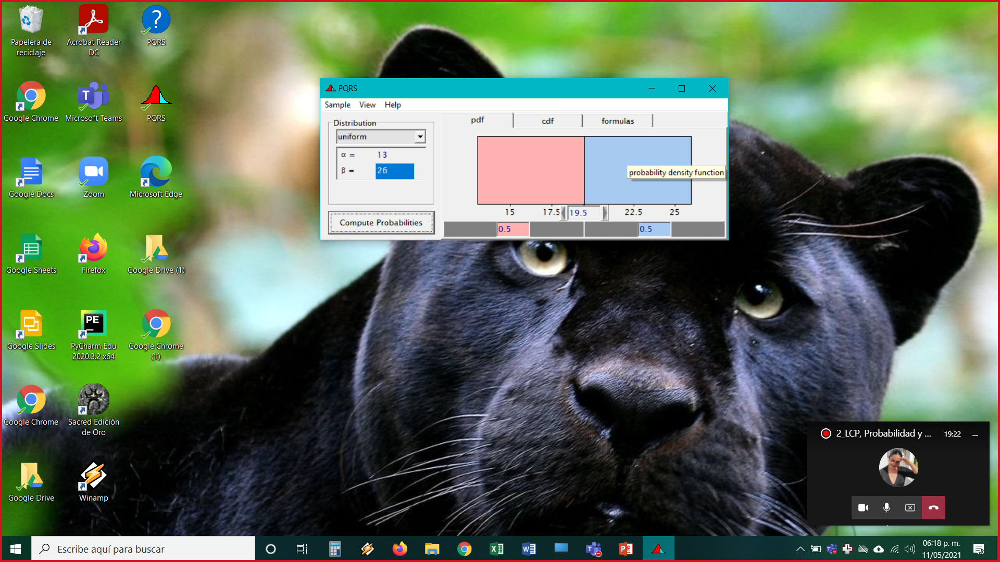 Papelera de
reciclaje
Acrobat Reader
DC
PQRS
Google Chrome
Microsoft Teams
PQRS
Google Docs
Zoom
Microsoft Edge
Google Sheets
Firefox
Google Drive (1)
Google Slides
PE
PyCharm Edu
2020.3.2 x64
Google Chrome
(1)
Google Chrome
Sacred Edición
de Oro
Google Drive
Winamp
PQRS
Sample View Help
Distribution
uniform
α = 13
β = 26
Compute Probabilities
pdf cdf formulas
probability density function
15 17.5 19.5 22.5 25
0.5 0.5
2_LCP, Probabilidad y ... 19:22
Escribe aquí para buscar
06:18 p. m.
11/05/2021